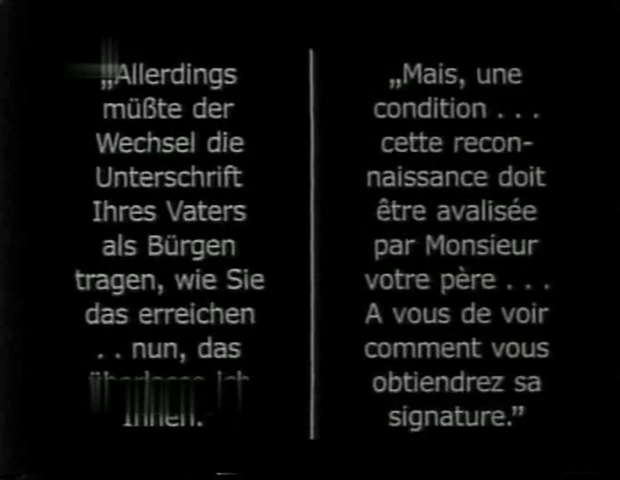 „Allerdings
müßte der
Wechsel die
Unterschrift
Ihres Vaters
als Bürgen
tragen, wie Sie
das erreichen
. . nun, das
überlasse ich
Ihnen.
„Mais, une
condition . . .
cette recon-
naissance doit
être avalisée
par Monsieur
votre père . . .
A vous de voir
comment vous
obtiendrez sa
signature.”